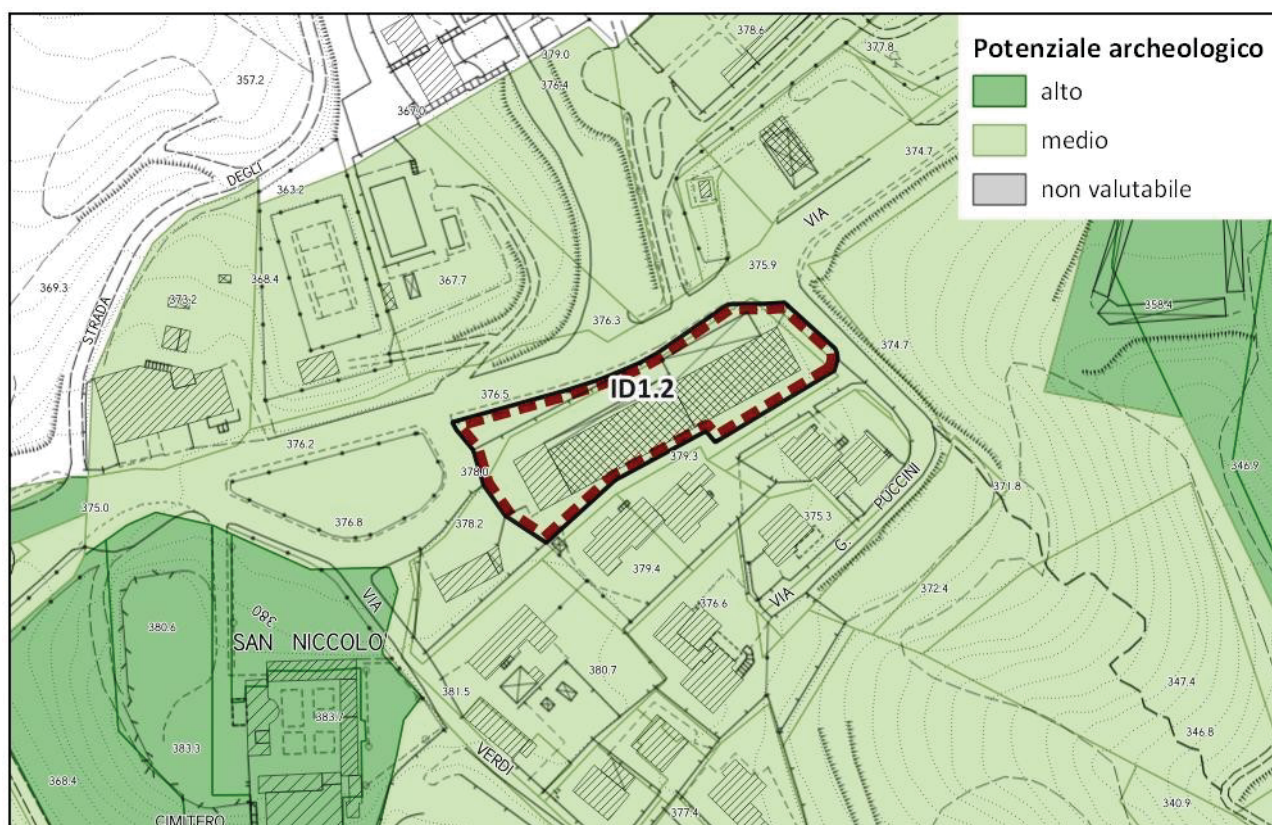 Potenziale archeologico
alto
medio
non valutabile
378.6
377.8
379.0
376.4
357.2
367.0
374.7
DEGLI
363.2
VIA
375.9
369.3
368.4
367.7
373.2
358.4
STRADA
376.3
374.7
376.5
ID1.2
376.2
378.0
379.3
346.9
371.8
375.0
376.8
378.2
PUCCINI
375.3
G.
379.4
VIA
372.4
376.6
VIA
380
380.6
SAN NICCOLO'
380.7
347.4
381.5
383.7
346.8
383.3
VERDI
368.4
340.9
377.4
CIMITERO